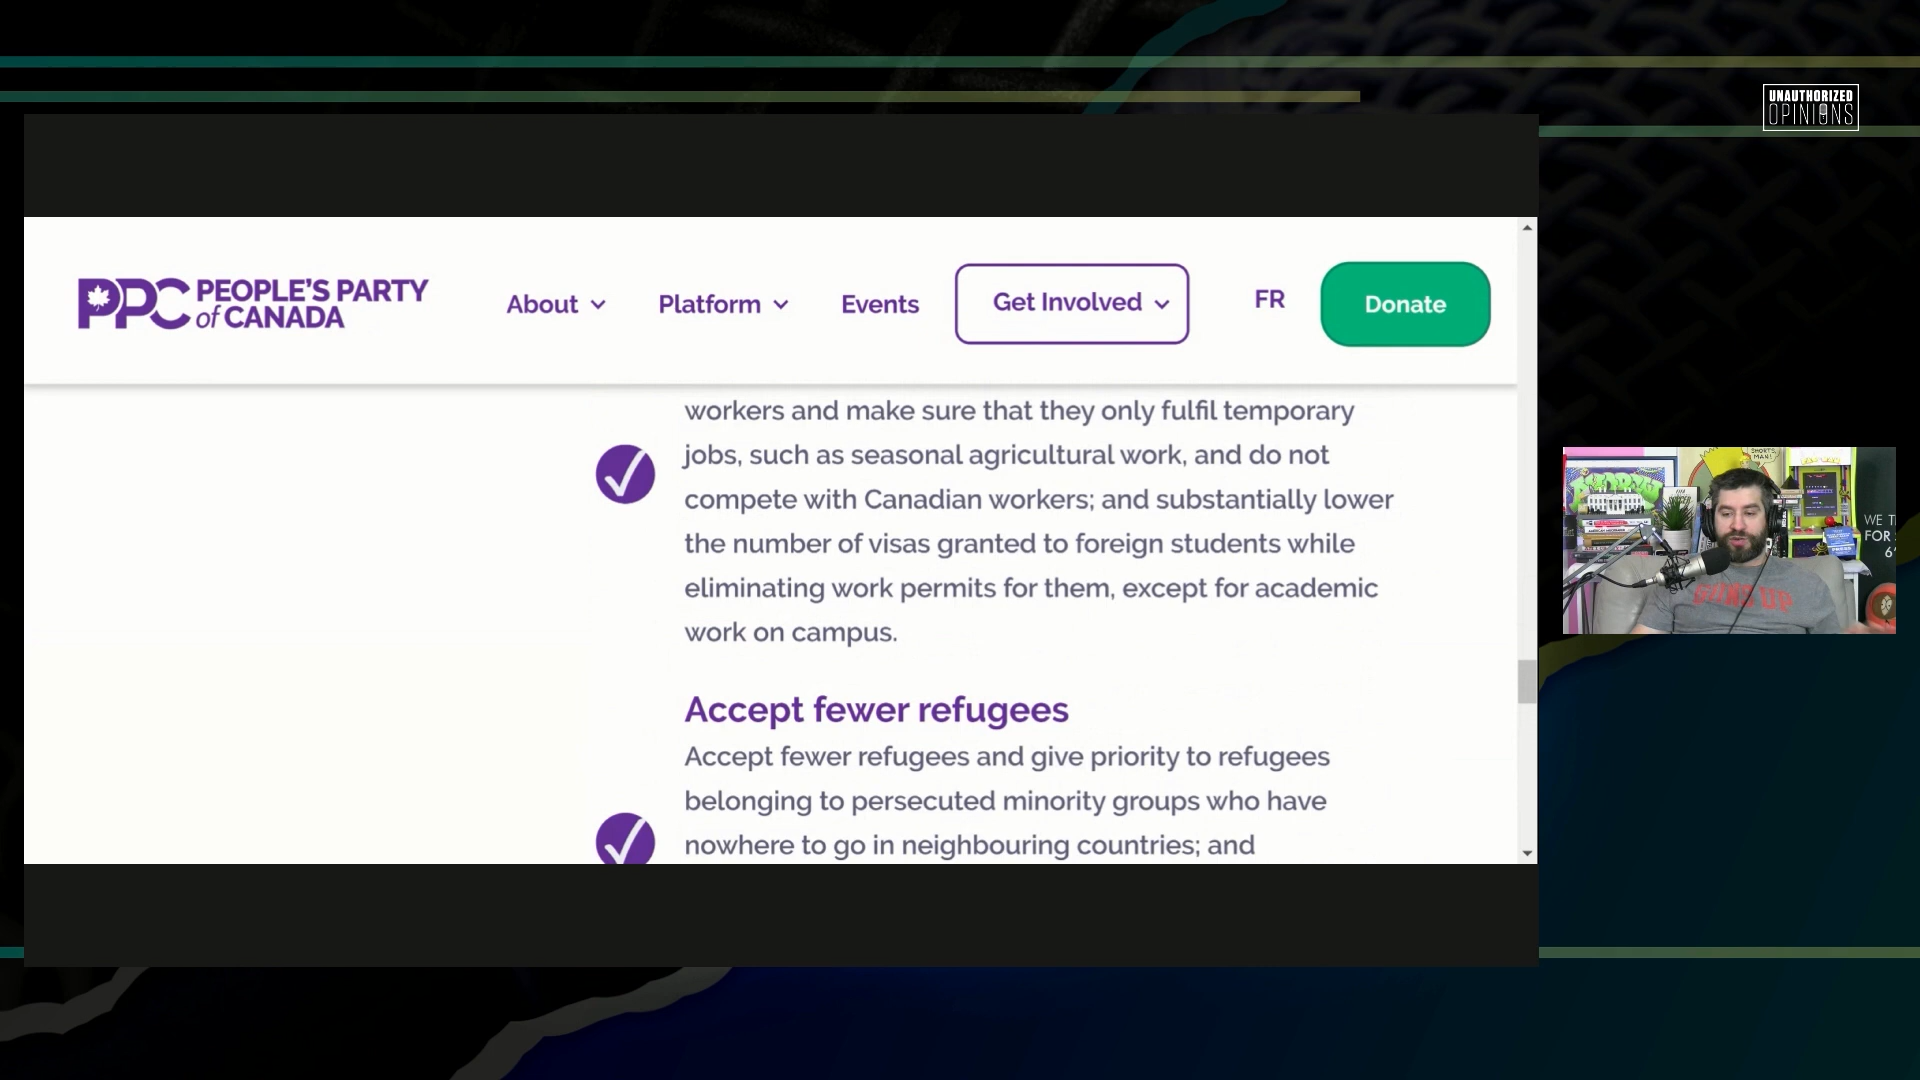 UNAUTHORIZED
OPINIONS
PPC PEOPLE'S PARTY
of CANADA
About
Platform
Events
Get Involved
FR
Donate
workers and make sure that they only fulfil temporary
jobs, such as seasonal agricultural work, and do not
compete with Canadian workers; and substantially lower
the number of visas granted to foreign students while
eliminating work permits for them, except for academic
work on campus.
Accept fewer refugees
Accept fewer refugees and give priority to refugees
belonging to persecuted minority groups who have
nowhere to go in neighbouring countries; and
SHORTS,
MAN!
WE
FOR